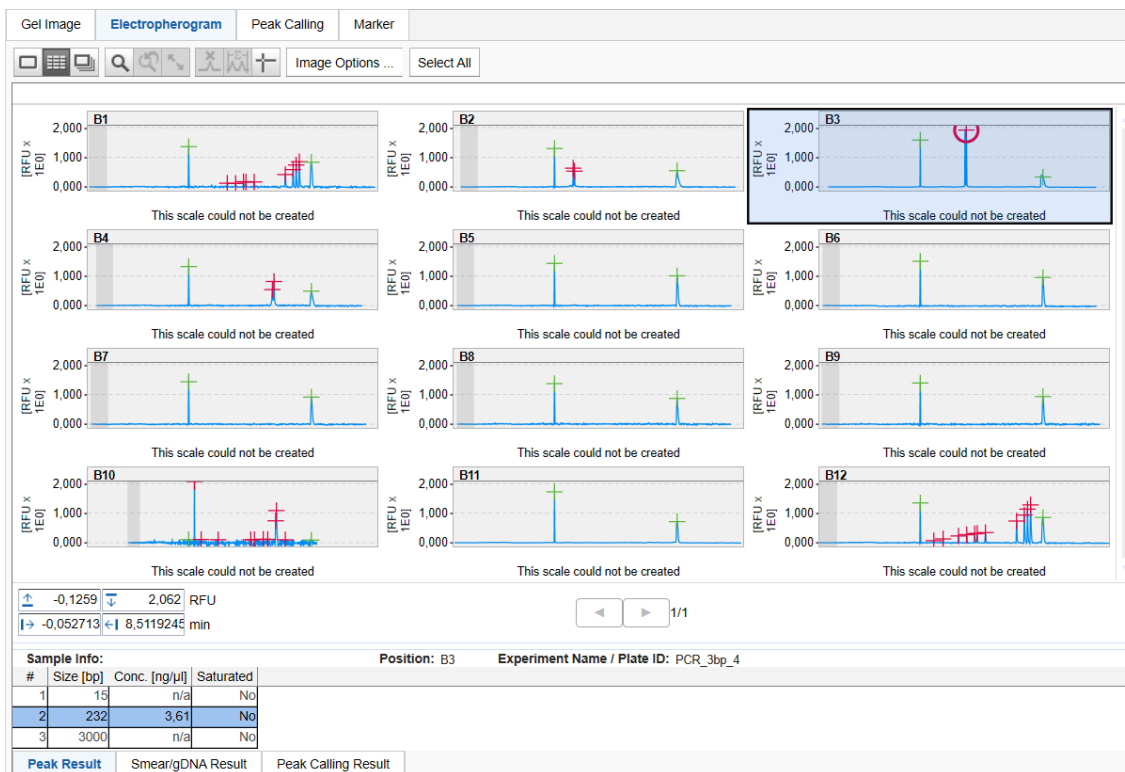 Gel Image Electropherogram Peak Calling Marker
Image Options ... Select All
B1 B2 B3
2,000 2,000 2,000
[RFU x 1E0] [RFU x 1E0] [RFU x 1E0]
1,000 1,000 1,000
0,000 0,000 0,000
This scale could not be created This scale could not be created This scale could not be created
B4 B5 B6
2,000 2,000 2,000
[RFU x 1E0] [RFU x 1E0] [RFU x 1E0]
1,000 1,000 1,000
0,000 0,000 0,000
This scale could not be created This scale could not be created This scale could not be created
B7 B8 B9
2,000 2,000 2,000
[RFU x 1E0] [RFU x 1E0] [RFU x 1E0]
1,000 1,000 1,000
0,000 0,000 0,000
This scale could not be created This scale could not be created This scale could not be created
B10 B11 B12
2,000 2,000 2,000
[RFU x 1E0] [RFU x 1E0] [RFU x 1E0]
1,000 1,000 1,000
0,000 0,000 0,000
This scale could not be created This scale could not be created This scale could not be created
-0,1259 2,062 RFU
1/1
-0,052713 8,5119245 min
Sample Info: Position: B3 Experiment Name / Plate ID: PCR_3bp_4
# Size [bp] Conc. [ng/µl] Saturated
1 15 n/a No
2 232 3,61 No
3 3000 n/a No
Peak Result Smear/gDNA Result Peak Calling Result